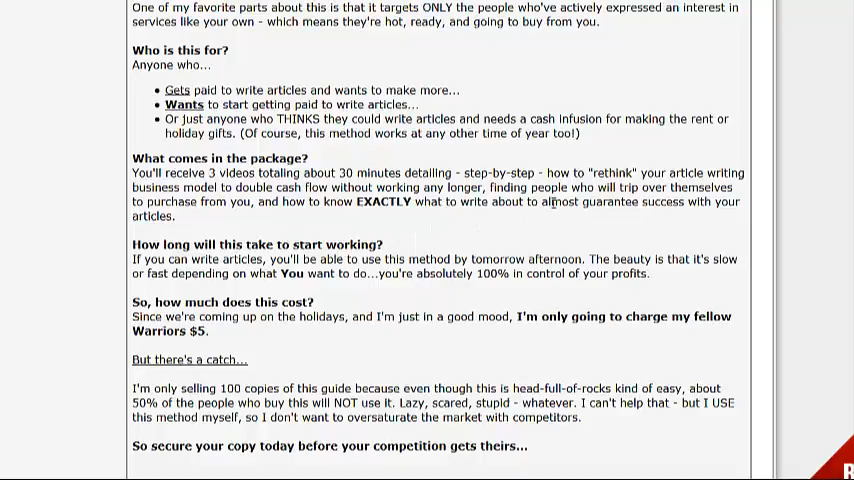 One of my favorite parts about this is that it targets ONLY the people who've actively expressed an interest in
services like your own - which means they're hot, ready, and going to buy from you.
Who is this for?
Anyone who...
• Gets paid to write articles and wants to make more...
• Wants to start getting paid to write articles...
• Or just anyone who THINKS they could write articles and needs a cash infusion for making the rent or
holiday gifts. (Of course, this method works at any other time of year too!)
What comes in the package?
You'll receive 3 videos totaling about 30 minutes detailing - step-by-step - how to "rethink" your article writing
business model to double cash flow without working any longer, finding people who will trip over themselves
to purchase from you, and how to know EXACTLY what to write about to almost guarantee success with your
articles.
How long will this take to start working?
If you can write articles, you'll be able to use this method by tomorrow afternoon. The beauty is that it's slow
or fast depending on what You want to do...you're absolutely 100% in control of your profits.
So, how much does this cost?
Since we're coming up on the holidays, and I'm just in a good mood, I'm only going to charge my fellow
Warriors $5.
But there's a catch...
I'm only selling 100 copies of this guide because even though this is head-full-of-rocks kind of easy, about
50% of the people who buy this will NOT use it. Lazy, scared, stupid - whatever. I can't help that - but I USE
this method myself, so I don't want to oversaturate the market with competitors.
So secure your copy today before your competition gets theirs...